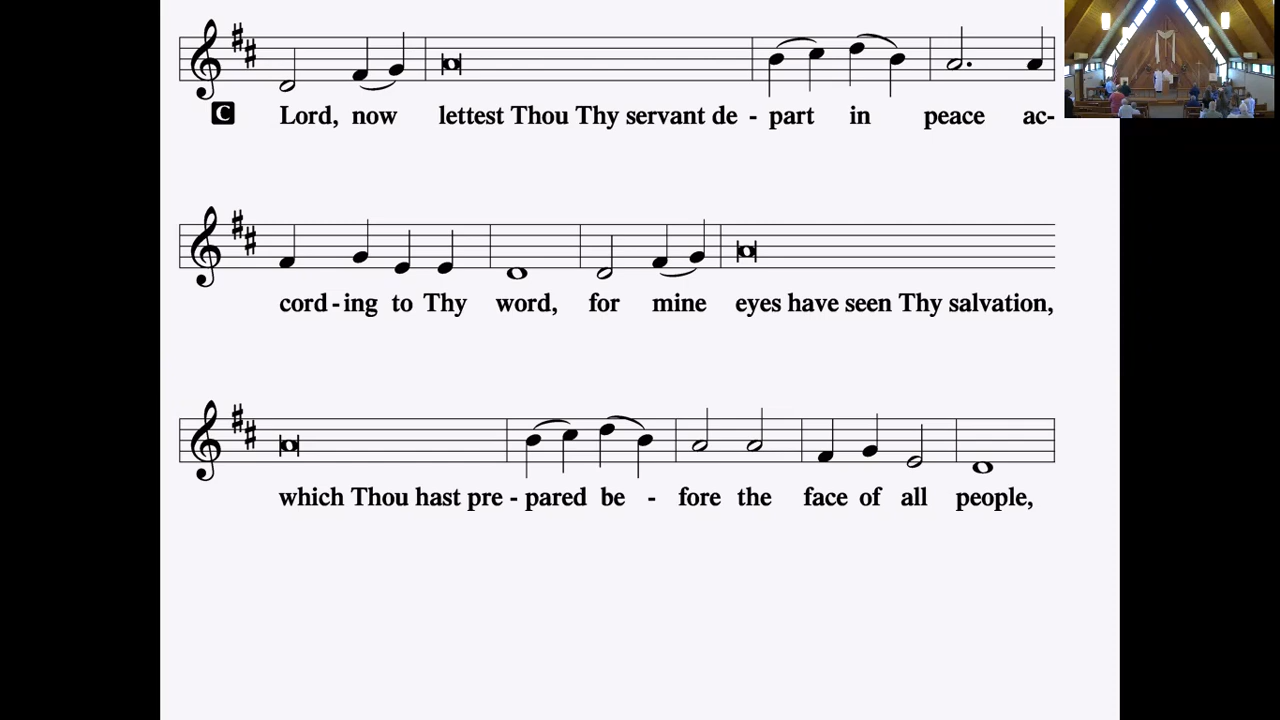 C Lord, now lettest Thou Thy servant de - part in peace ac-
cord - ing to Thy word, for mine eyes have seen Thy salvation,
which Thou hast pre - pared be - fore the face of all people,